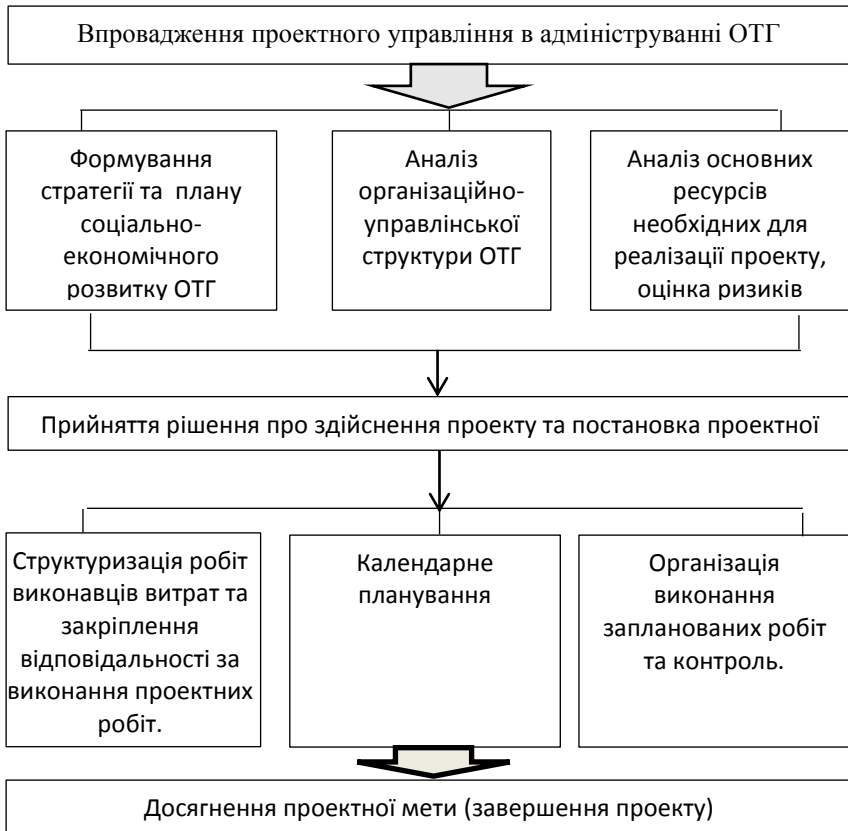 Впровадження проектного управління в адмініструванні ОТГ
Формування
стратегії та плану
соціально-
економічного
розвитку ОТГ
Аналіз
організаційно-
управлінської
структури ОТГ
Аналіз основних
ресурсів
необхідних для
реалізації проекту,
оцінка ризиків
Прийняття рішення про здійснення проекту та постановка проектної
Структуризація робіт
виконавців витрат та
закріплення
відповідальності за
виконання проектних
робіт.
Календарне
планування
Організація
виконання
запланованих робіт
та контроль.
Досягнення проектної мети (завершення проекту)